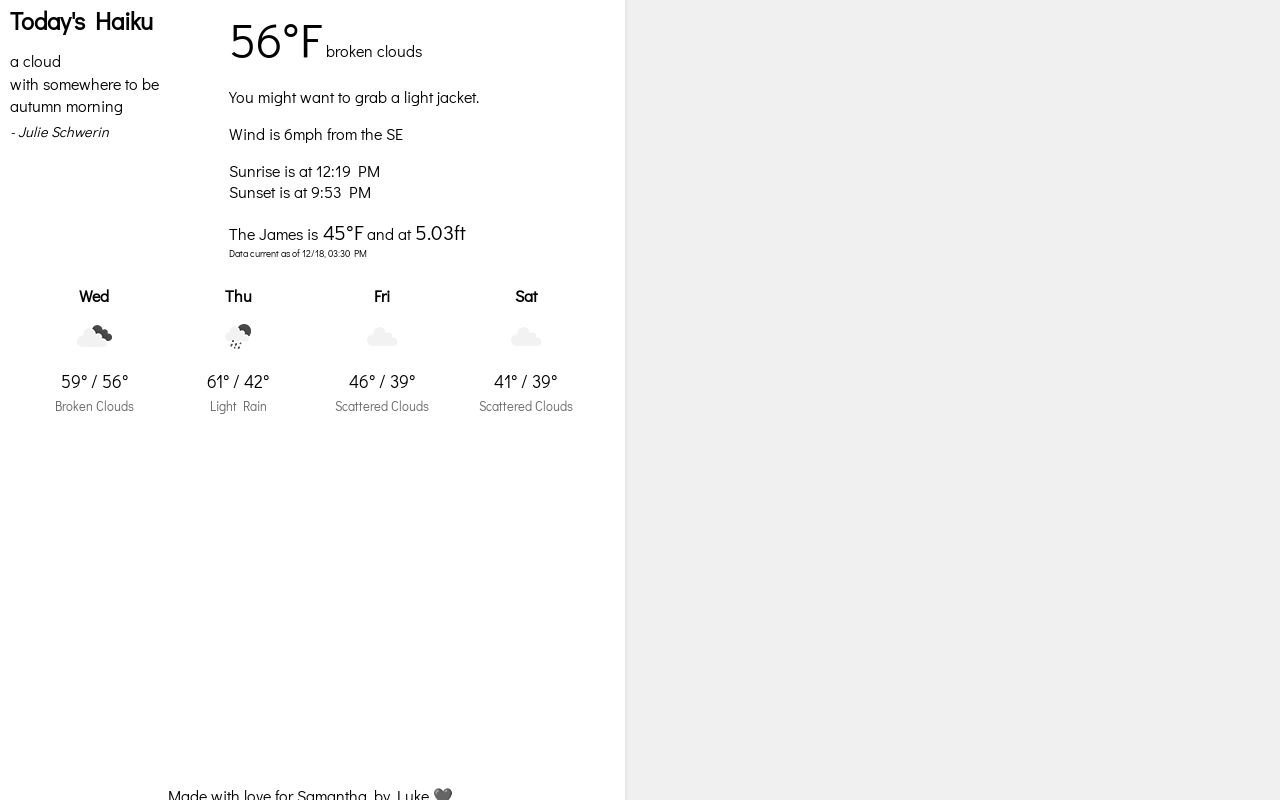 Today's Haiku
a cloud
with somewhere to be
autumn morning
- Julie Schwerin
56°F broken clouds
You might want to grab a light jacket.
Wind is 6mph from the SE
Sunrise is at 12:19 PM
Sunset is at 9:53 PM
The James is 45°F and at 5.03ft
Data current as of 12/18, 03:30 PM
Wed Thu Fri Sat
59° / 56° 61° / 42° 46° / 39° 41° / 39°
Broken Clouds Light Rain Scattered Clouds Scattered Clouds
Made with love for Samantha, by Luke 🖤